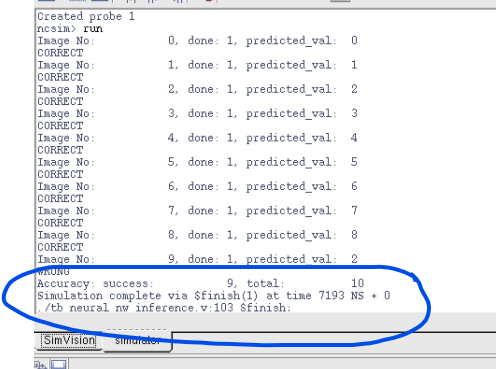 Created probe 1
ncsim> run
Image No: 0, done: 1, predicted_val: 0
CORRECT
Image No: 1, done: 1, predicted_val: 1
CORRECT
Image No: 2, done: 1, predicted_val: 2
CORRECT
Image No: 3, done: 1, predicted_val: 3
CORRECT
Image No: 4, done: 1, predicted_val: 4
CORRECT
Image No: 5, done: 1, predicted_val: 5
CORRECT
Image No: 6, done: 1, predicted_val: 6
CORRECT
Image No: 7, done: 1, predicted_val: 7
CORRECT
Image No: 8, done: 1, predicted_val: 8
CORRECT
Image No: 9, done: 1, predicted_val: 2
WRONG
Accuracy: success: 9, total: 10
Simulation complete via $finish(1) at time 7193 NS + 0
./tb_neural_nw_inference.v:103 $finish;
SimVision simulator